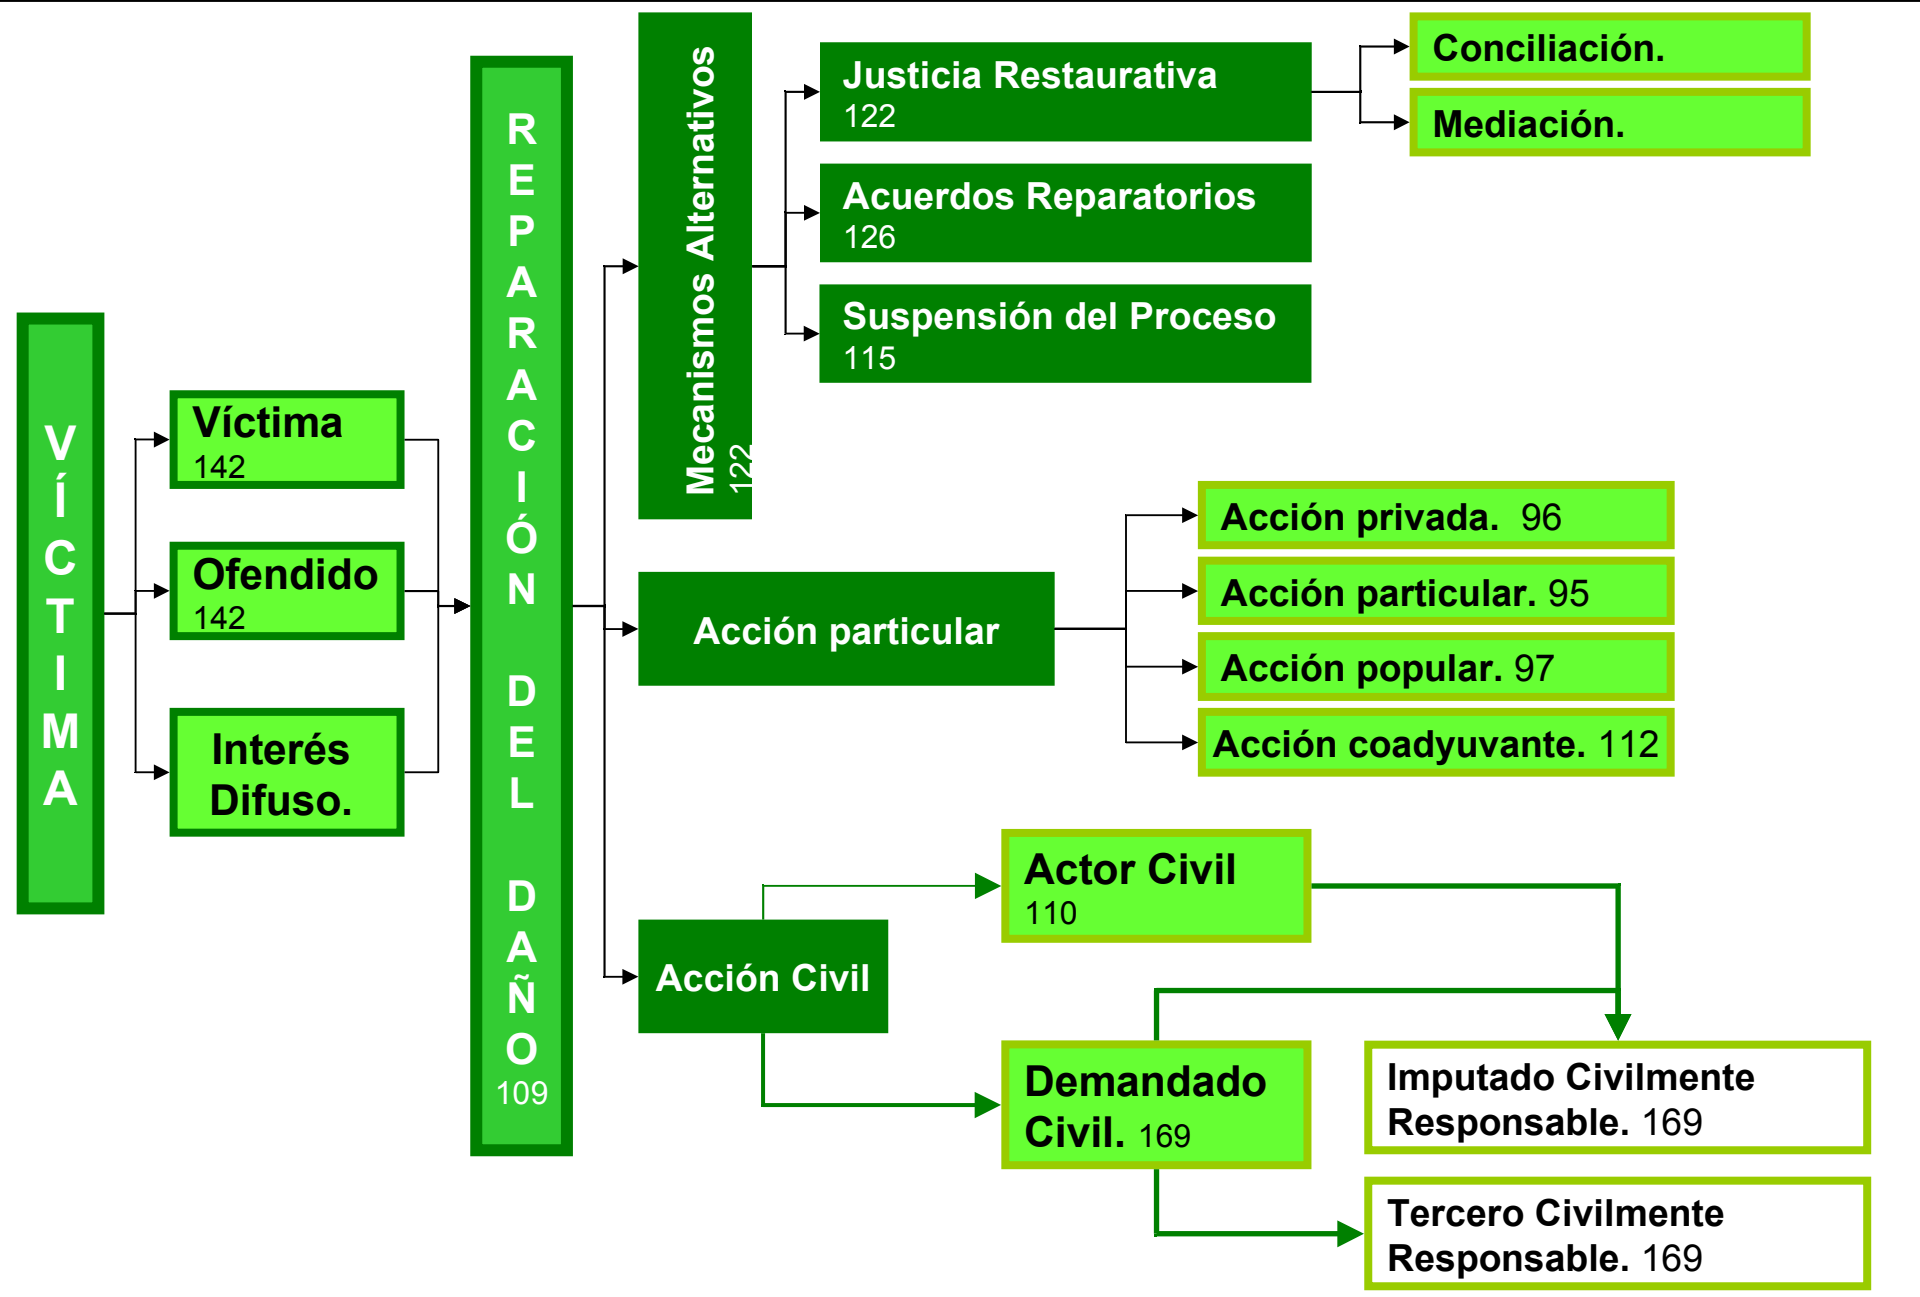 VÍCTIMA
Víctima
142
Ofendido
142
Interés
Difuso.
REPARACIÓN DEL DAÑO
109
Mecanismos Alternativos
122
Justicia Restaurativa
122
Acuerdos Reparatorios
126
Suspensión del Proceso
115
Conciliación.
Mediación.
Acción particular
Acción privada. 96
Acción particular. 95
Acción popular. 97
Acción coadyuvante. 112
Acción Civil
Actor Civil
110
Demandado
Civil. 169
Imputado Civilmente
Responsable. 169
Tercero Civilmente
Responsable. 169